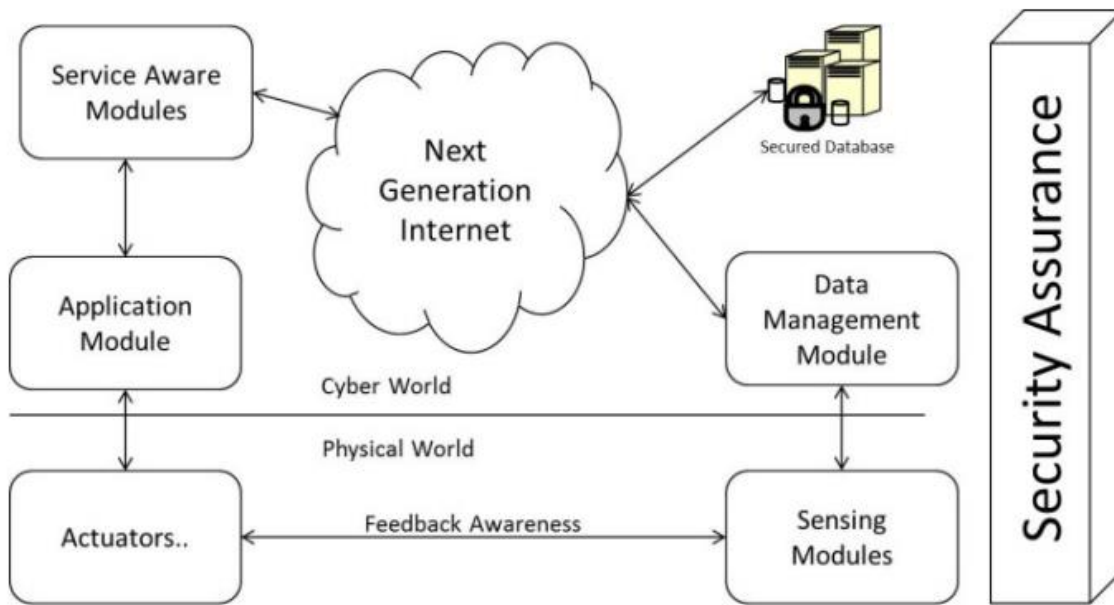 Service Aware
Modules
Next
Generation
Internet
Secured Database
Application
Module
Data
Management
Module
Cyber World
Physical World
Actuators..
Feedback Awareness
Sensing
Modules
Security Assurance